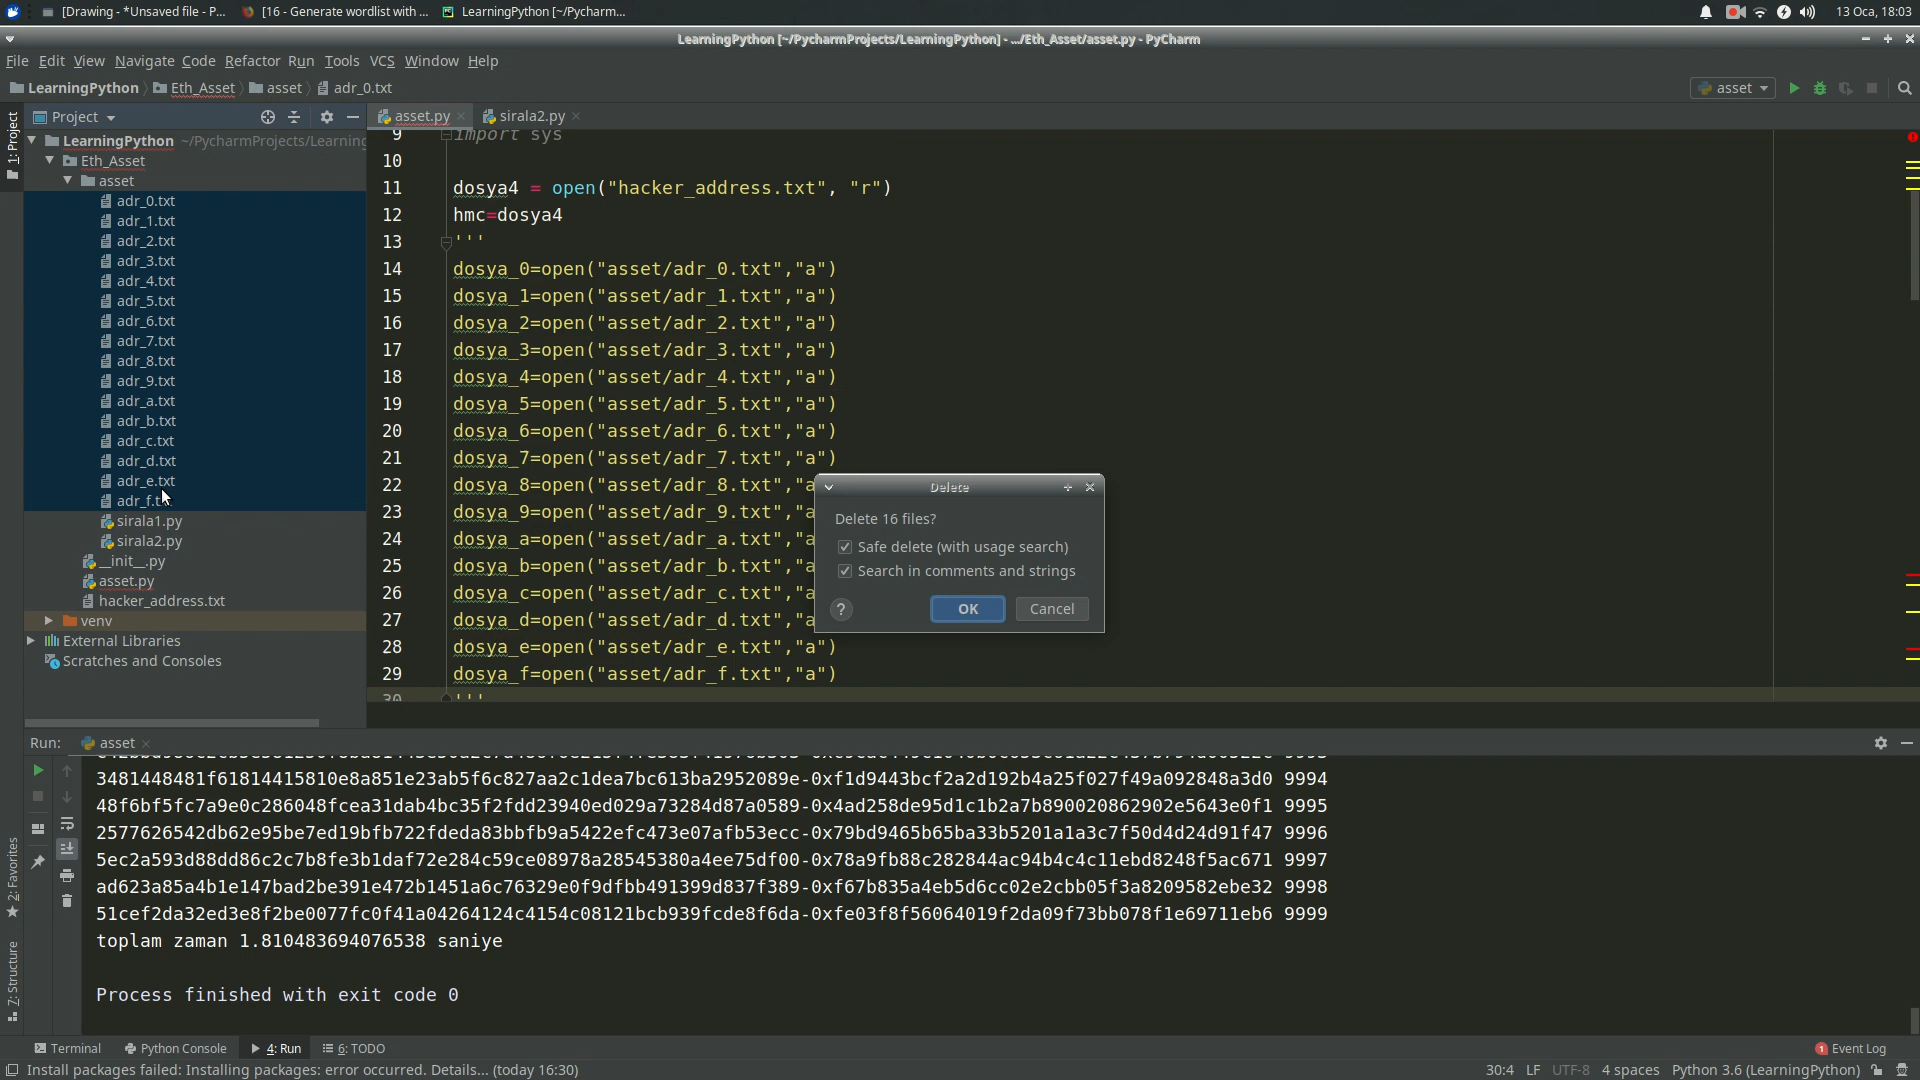 [Drawing - *Unsaved file - P... [16 - Generate wordlist with ... LearningPython [~/Pycharm... 13 Oca, 18:03
LearningPython [~/PycharmProjects/LearningPython] - .../Eth_Asset/asset.py - PyCharm
File Edit View Navigate Code Refactor Run Tools VCS Window Help
LearningPython Eth_Asset asset adr_0.txt asset
1: Project
Project
LearningPython ~/PycharmProjects/Learning
Eth_Asset
asset
adr_0.txt
adr_1.txt
adr_2.txt
adr_3.txt
adr_4.txt
adr_5.txt
adr_6.txt
adr_7.txt
adr_8.txt
adr_9.txt
adr_a.txt
adr_b.txt
adr_c.txt
adr_d.txt
adr_e.txt
sirala1.py
sirala2.py
__init__.py
asset.py
hacker_address.txt
venv
External Libraries
Scratches and Consoles
asset.py sirala2.py
9 import sys
10
11 dosya4 = open("hacker_address.txt", "r")
12 hmc=dosya4
13 '''
14 dosya_0=open("asset/adr_0.txt","a")
15 dosya_1=open("asset/adr_1.txt","a")
16 dosya_2=open("asset/adr_2.txt","a")
17 dosya_3=open("asset/adr_3.txt","a")
18 dosya_4=open("asset/adr_4.txt","a")
19 dosya_5=open("asset/adr_5.txt","a")
20 dosya_6=open("asset/adr_6.txt","a")
21 dosya_7=open("asset/adr_7.txt","a")
22 dosya_8=open("asset/adr_8.txt","a
23 dosya_9=open("asset/adr_9.txt","a
24 dosya_a=open("asset/adr_a.txt","a
25 dosya_b=open("asset/adr_b.txt","a
26 dosya_c=open("asset/adr_c.txt","a
27 dosya_d=open("asset/adr_d.txt","a
28 dosya_e=open("asset/adr_e.txt","a")
29 dosya_f=open("asset/adr_f.txt","a")
30 '''
Delete
Delete 16 files?
Safe delete (with usage search)
Search in comments and strings
? OK Cancel
Run: asset
3481448481f61814415810e8a851e23ab5f6c827aa2c1dea7bc613ba2952089e-0xf1d9443bcf2a2d192b4a25f027f49a092848a3d0 9994
48f6bf5fc7a9e0c286048fcea31dab4bc35f2fdd23940ed029a73284d87a0589-0x4ad258de95d1c1b2a7b890020862902e5643e0f1 9995
2577626542db62e95be7ed19bfb722fdeda83bbfb9a5422efc473e07afb53ecc-0x79bd9465b65ba33b5201a1a3c7f50d4d24d91f47 9996
5ec2a593d88dd86c2c7b8fe3b1daf72e284c59ce08978a28545380a4ee75df00-0x78a9fb88c282844ac94b4c4c11ebd8248f5ac671 9997
ad623a85a4b1e147bad2be391e472b1451a6c76329e0f9dfbb491399d837f389-0xf67b835a4eb5d6cc02e2cbb05f3a8209582ebe32 9998
51cef2da32ed3e8f2be0077fc0f41a04264124c4154c08121bcb939fcde8f6da-0xfe03f8f56064019f2da09f73bb078f1e69711eb6 9999
toplam zaman 1.810483694076538 saniye
Process finished with exit code 0
2: Favorites
7: Structure
Terminal Python Console 4: Run 6: TODO 1 Event Log
Install packages failed: Installing packages: error occurred. Details... (today 16:30) 30:4 LF UTF-8 4 spaces Python 3.6 (LearningPython)